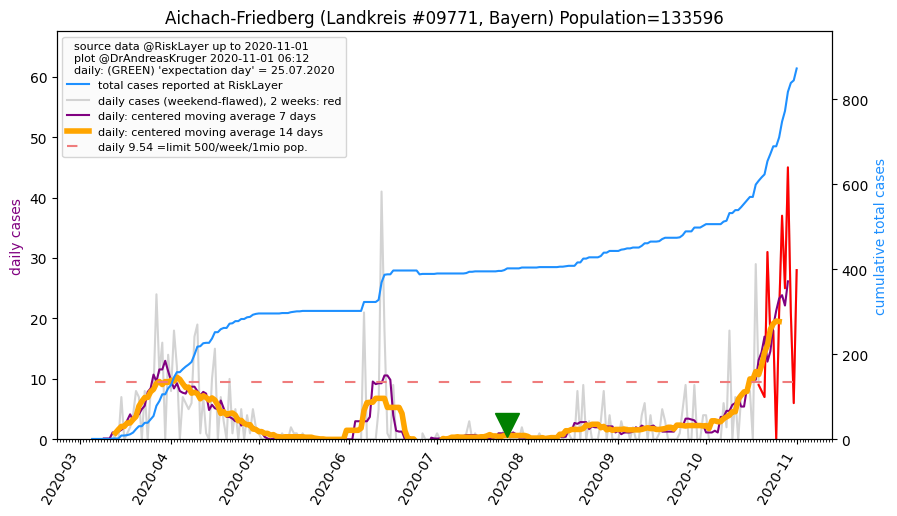 Aichach-Friedberg (Landkreis #09771, Bayern) Population=133596
source data @RiskLayer up to 2020-11-01
plot @DrAndreasKruger 2020-11-01 06:12
daily: (GREEN) 'expectation day' = 25.07.2020
total cases reported at RiskLayer
daily cases (weekend-flawed), 2 weeks: red
daily: centered moving average 7 days
daily: centered moving average 14 days
daily 9.54 =limit 500/week/1mio pop.
daily cases
60
50
40
30
20
10
0
800
600
400
200
0
cumulative total cases
2020-03
2020-04
2020-05
2020-06
2020-07
2020-08
2020-09
2020-10
2020-11